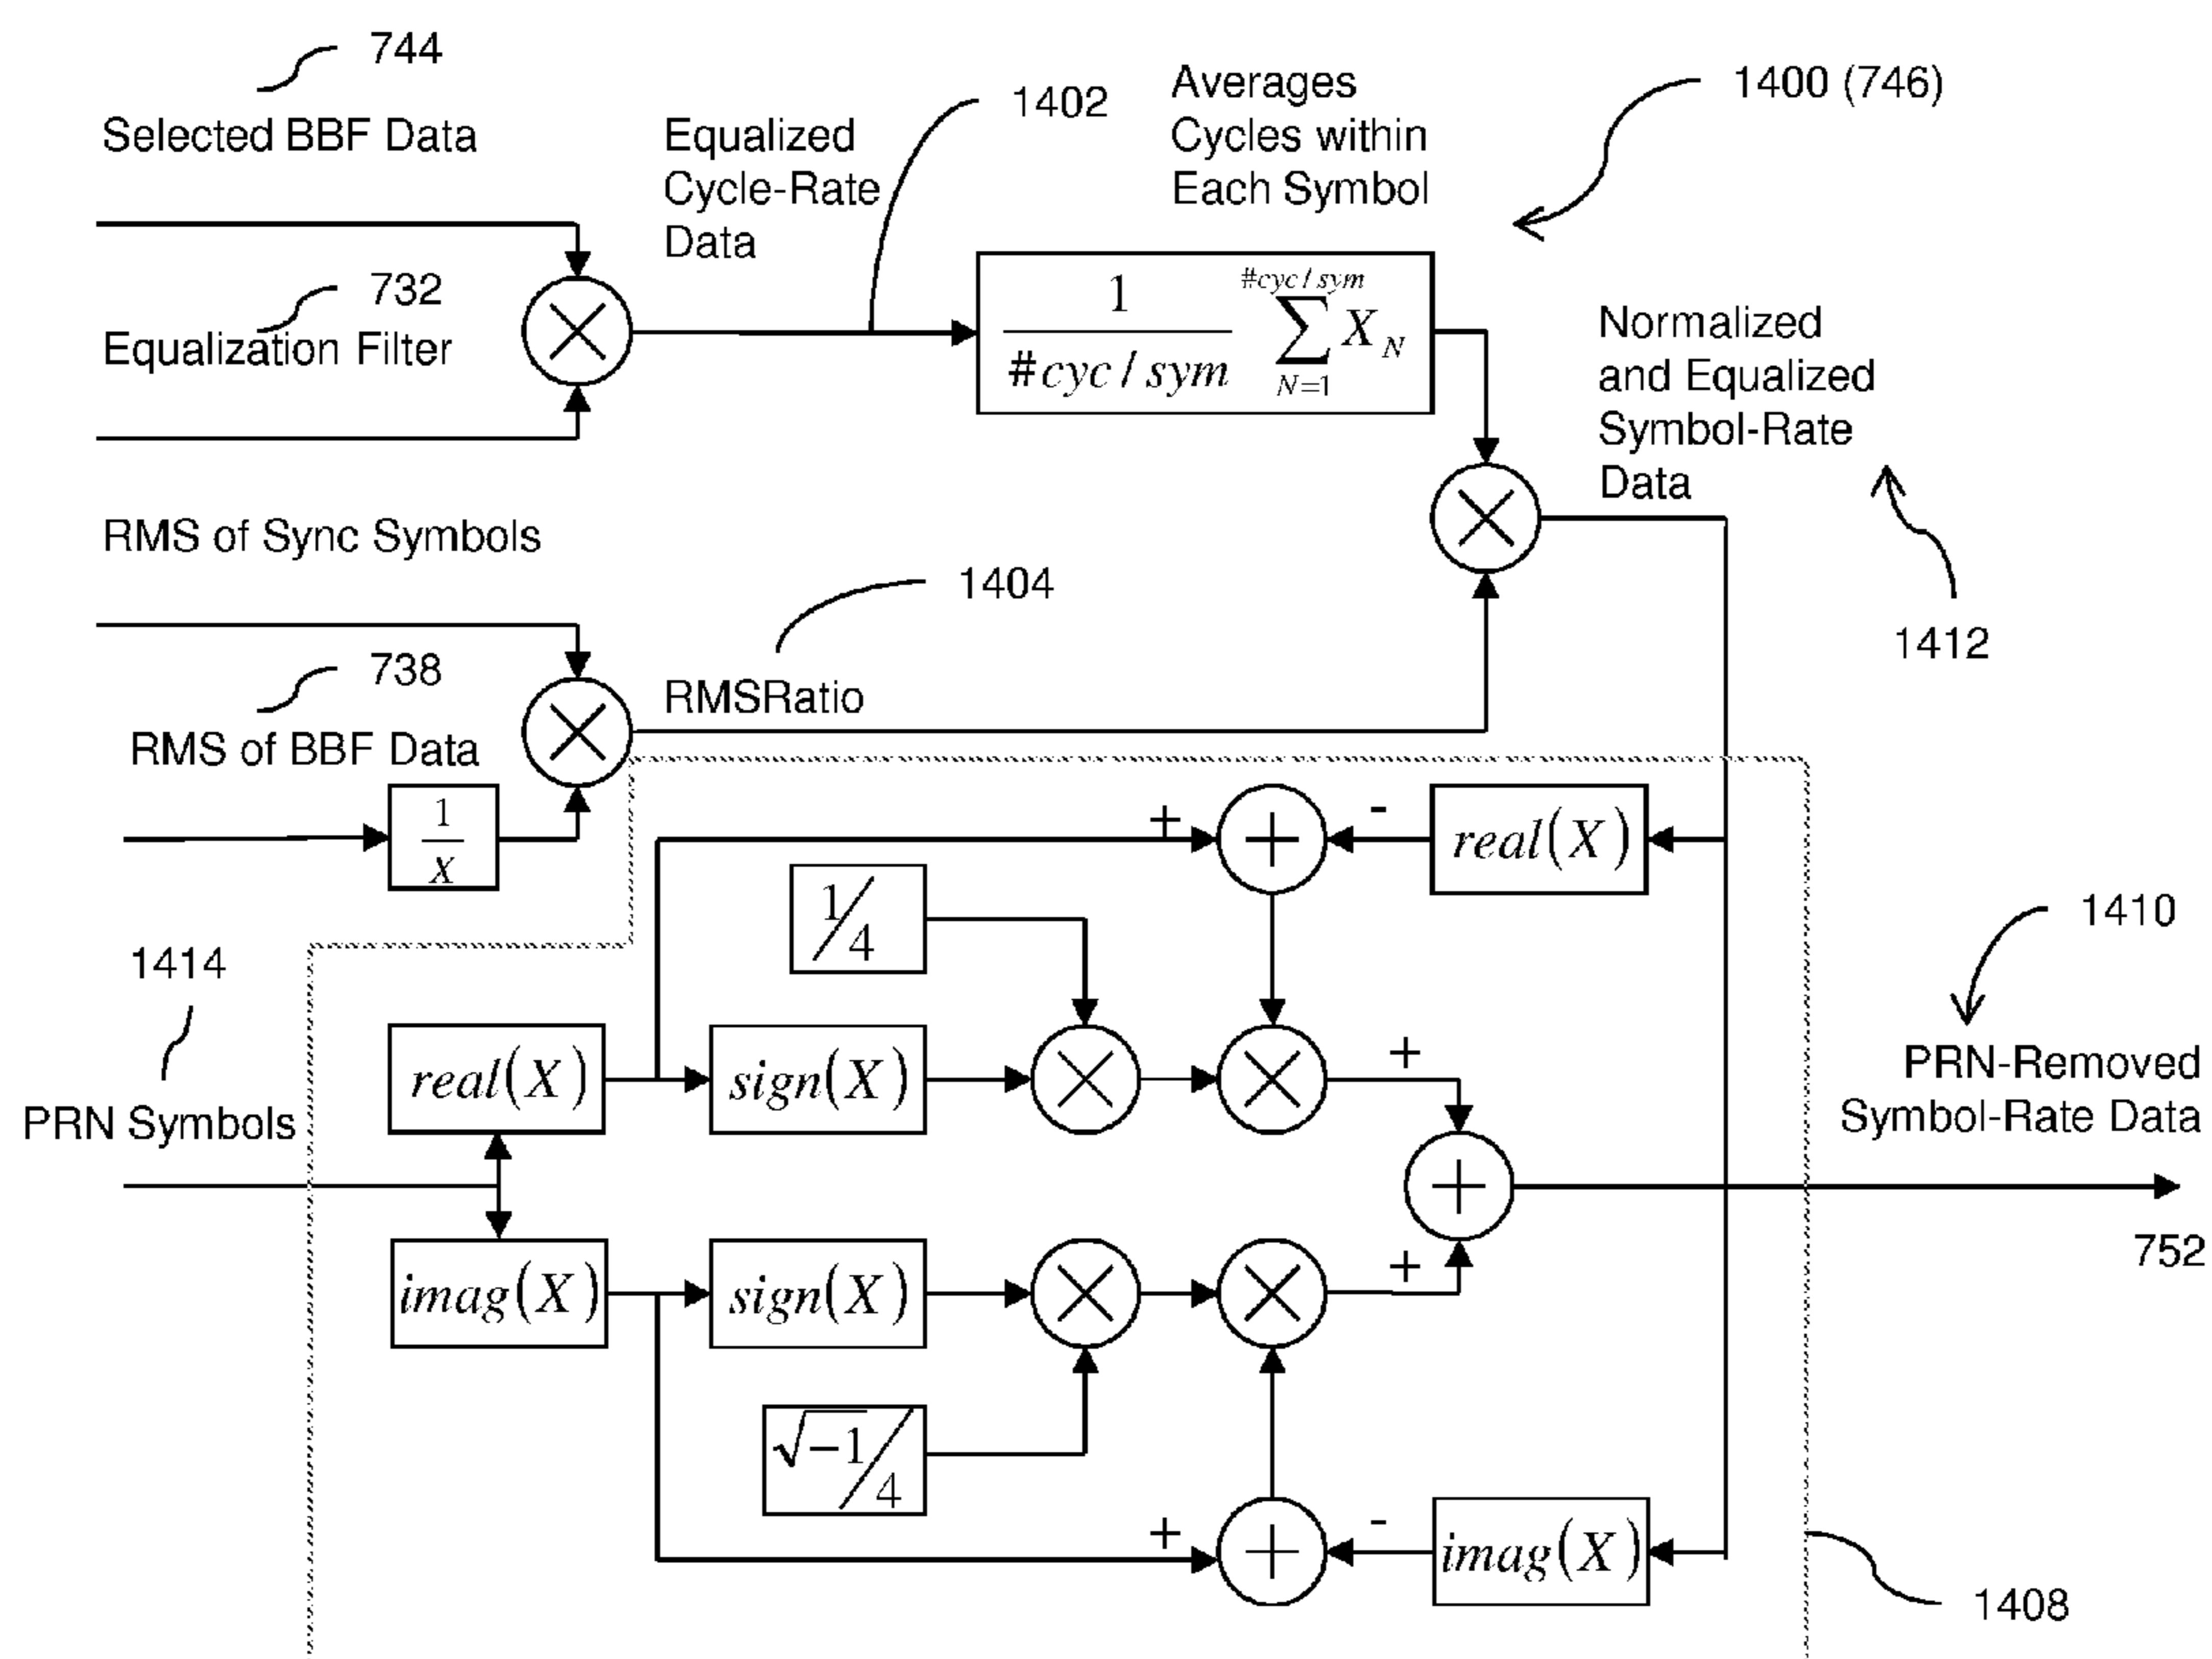 744
Selected BBF Data
732
Equalization Filter
Equalized
Cycle-Rate
Data
1402
Averages
Cycles within
Each Symbol
1400 (746)
1 / #cyc / sym #cyc / sym ∑ N=1 X_N
Normalized
and Equalized
Symbol-Rate
Data
1412
RMS of Sync Symbols
1404
738
RMS of BBF Data
RMSRatio
1/X
+
+
-
real(X)
1/4
1414
PRN Symbols
real(X)
sign(X)
+
+
1410
PRN-Removed
Symbol-Rate Data
752
imag(X)
sign(X)
+
√-1/4
+
+
-
imag(X)
1408